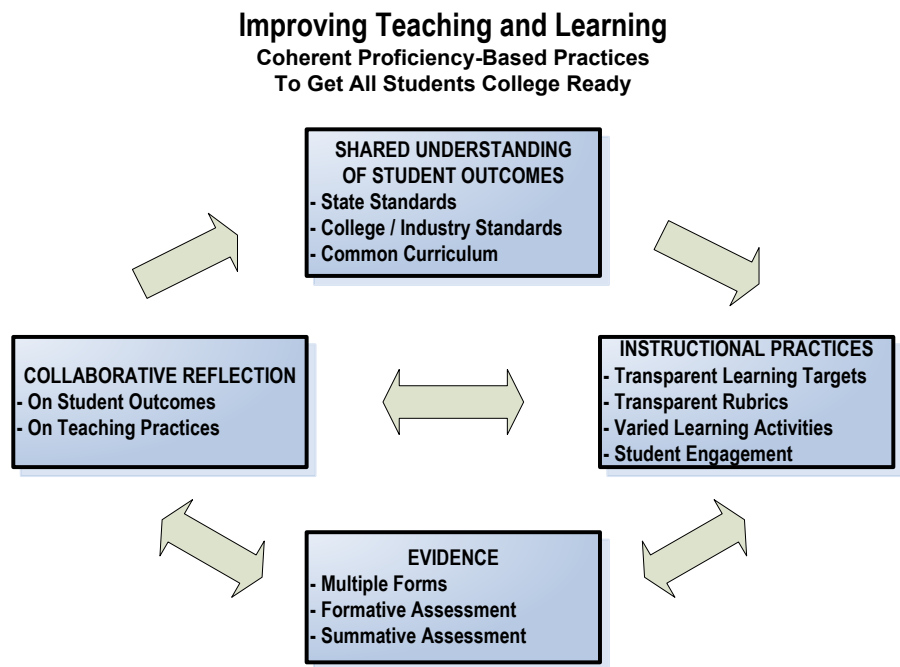 Improving Teaching and Learning
Coherent Proficiency-Based Practices
To Get All Students College Ready
SHARED UNDERSTANDING
OF STUDENT OUTCOMES
- State Standards
- College / Industry Standards
- Common Curriculum
COLLABORATIVE REFLECTION
- On Student Outcomes
- On Teaching Practices
INSTRUCTIONAL PRACTICES
- Transparent Learning Targets
- Transparent Rubrics
- Varied Learning Activities
- Student Engagement
EVIDENCE
- Multiple Forms
- Formative Assessment
- Summative Assessment